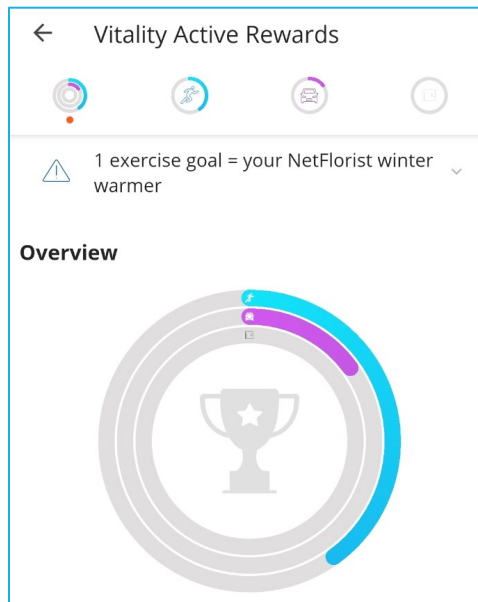 Vitality Active Rewards
1 exercise goal = your NetFlorist winter
warmer
Overview